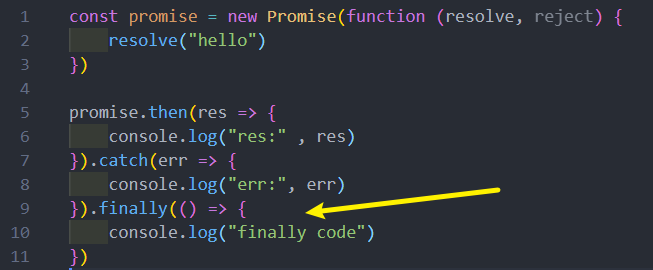 1 const promise = new Promise(function (resolve, reject) {
2     resolve("hello")
3 })
4
5 promise.then(res => {
6     console.log("res:" , res)
7 }).catch(err => {
8     console.log("err:", err)
9 }).finally(() => {
10     console.log("finally code")
11 })